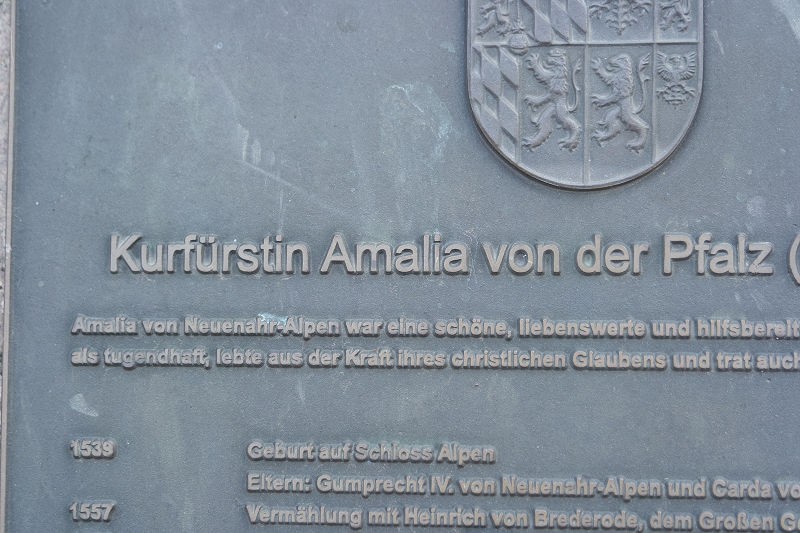 Kurfürstin Amalia von der Pfalz (
Amalia von Neuenahr-Alpen war eine schöne, liebenswerte und hilfsbereit
als tugendhaft, lebte aus der Kraft ihres christlichen Glaubens und trat auch
1539 Geburt auf Schloss Alpen
Eltern: Gumprecht IV. von Neuenahr-Alpen und Carda vo
1557 Vermählung mit Heinrich von Brederode, dem Großen G